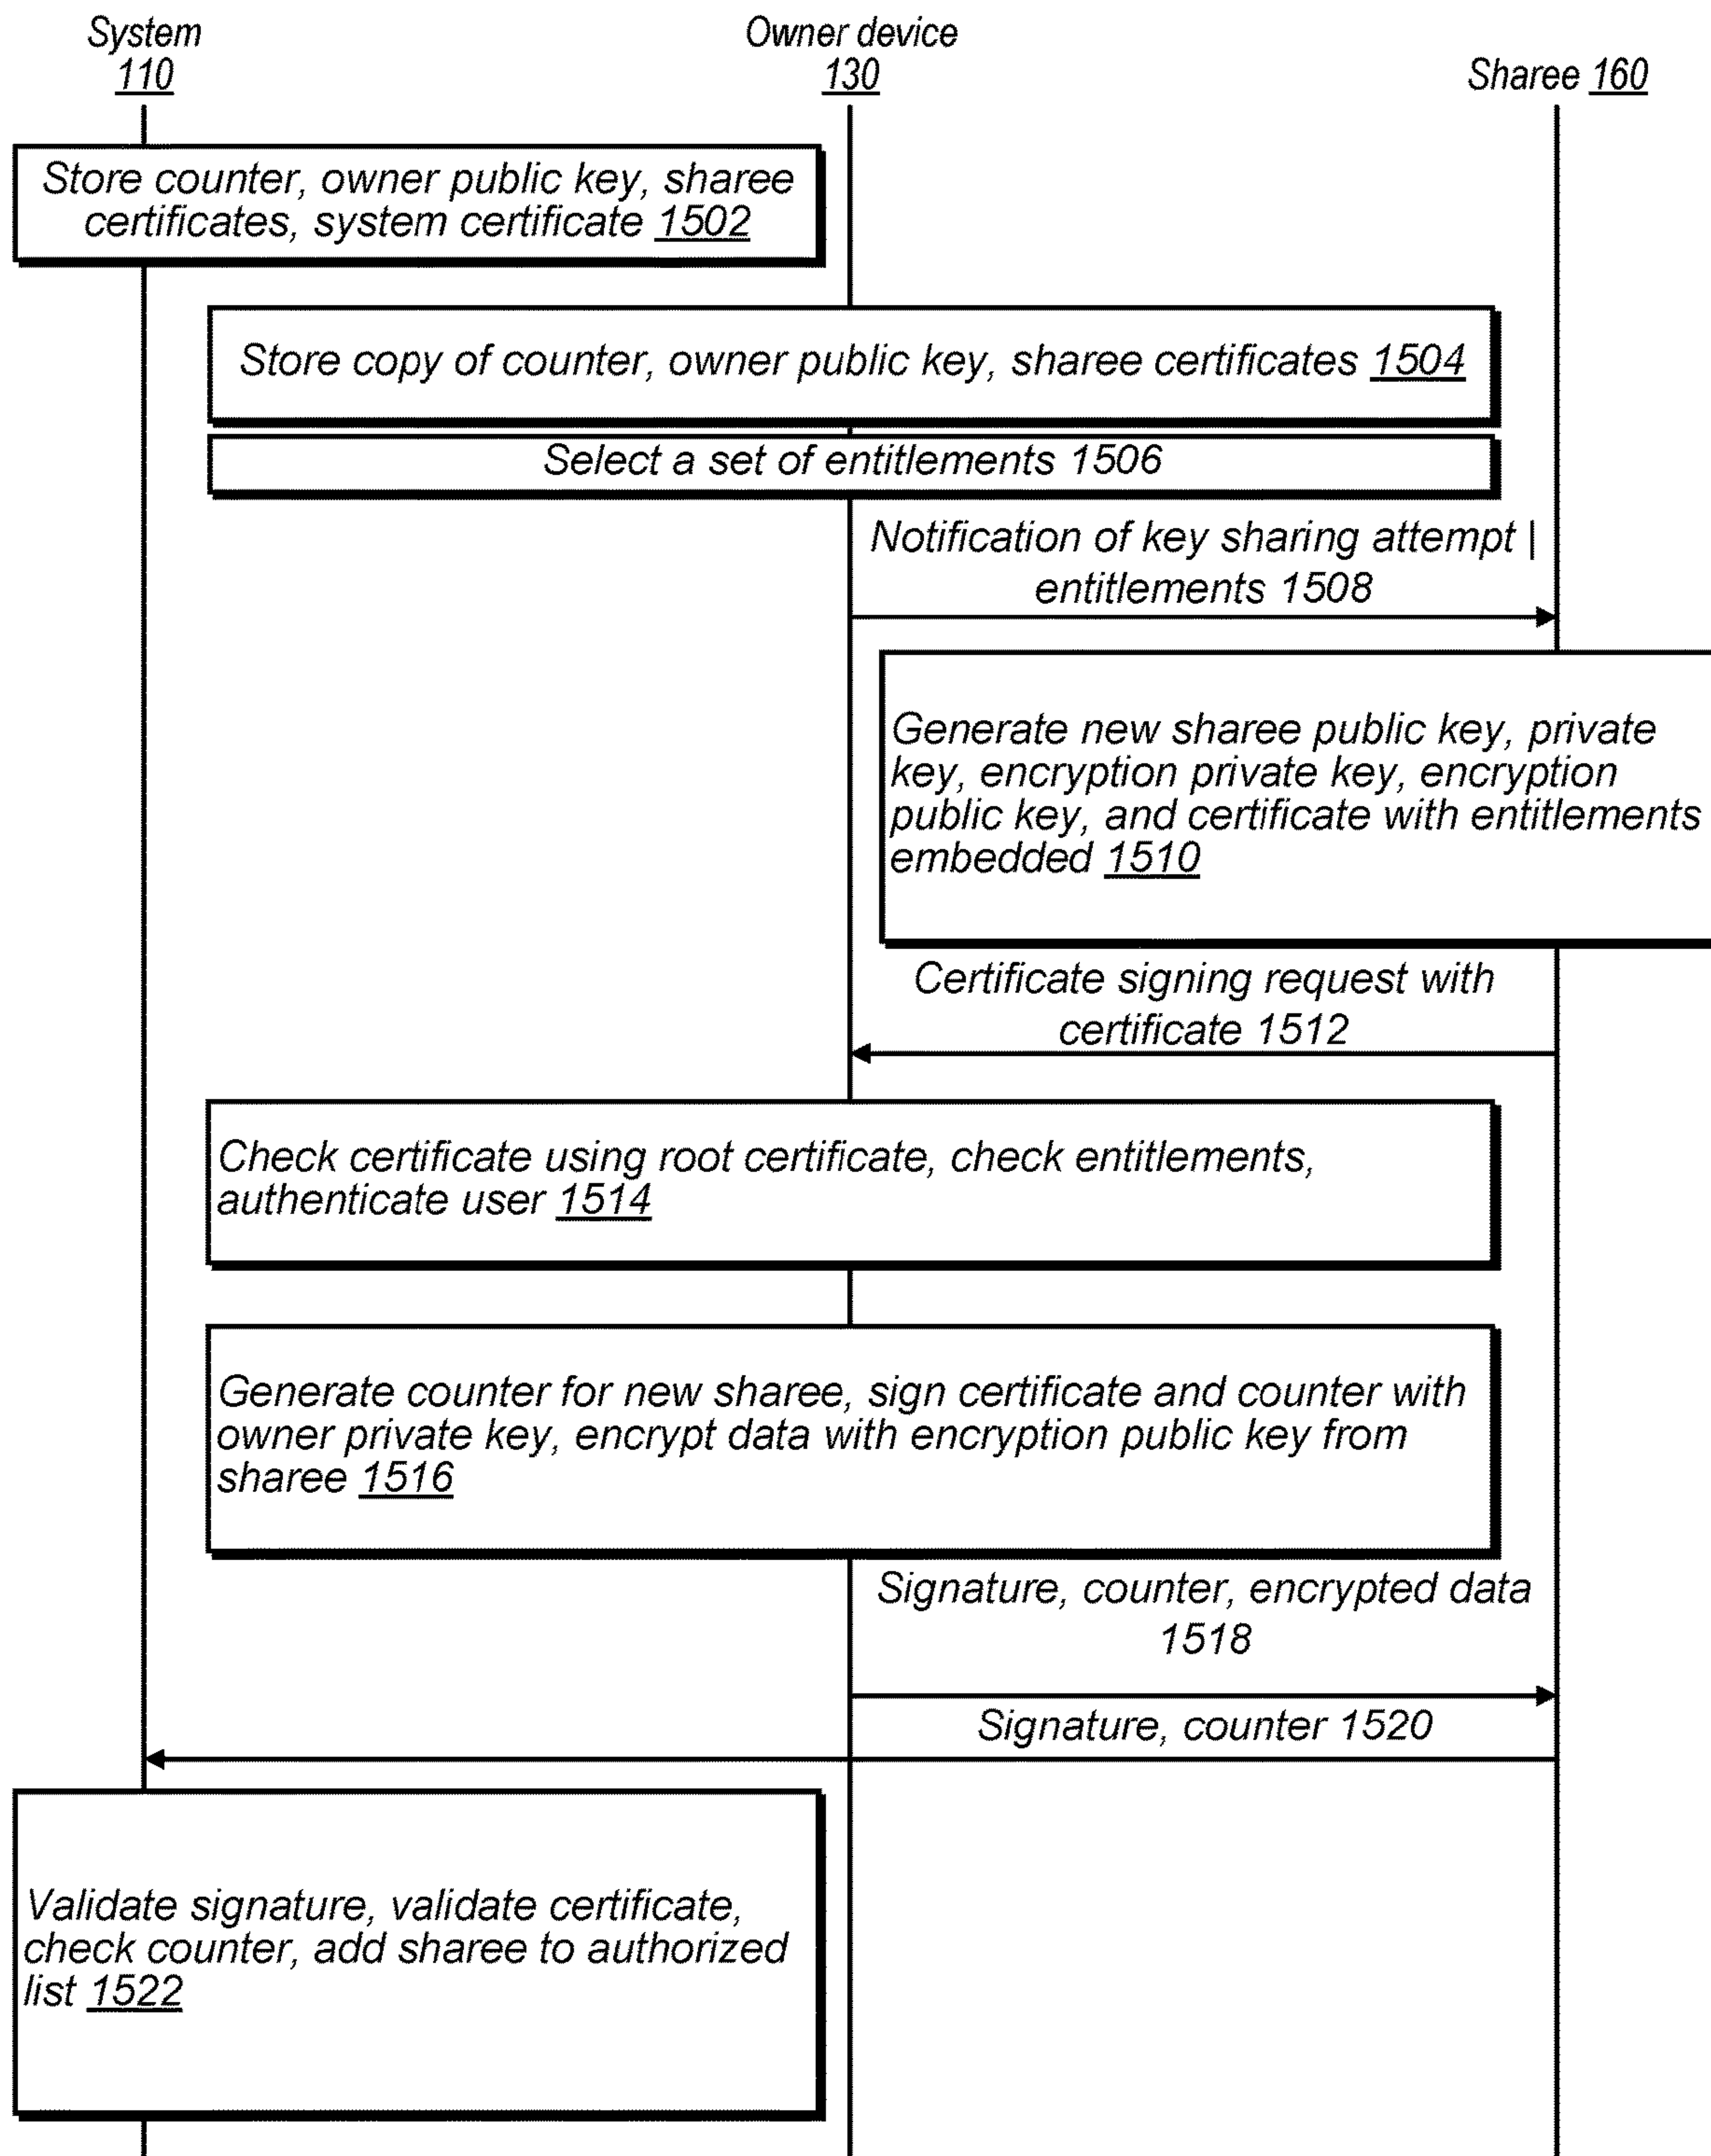 System
110
Owner device
130
Sharee 160
Store counter, owner public key, sharee
certificates, system certificate 1502
Store copy of counter, owner public key, sharee certificates 1504
Select a set of entitlements 1506
Notification of key sharing attempt |
entitlements 1508
Generate new sharee public key, private
key, encryption private key, encryption
public key, and certificate with entitlements
embedded 1510
Certificate signing request with
certificate 1512
Check certificate using root certificate, check entitlements,
authenticate user 1514
Generate counter for new sharee, sign certificate and counter with
owner private key, encrypt data with encryption public key from
sharee 1516
Signature, counter, encrypted data
1518
Signature, counter 1520
Validate signature, validate certificate,
check counter, add sharee to authorized
list 1522